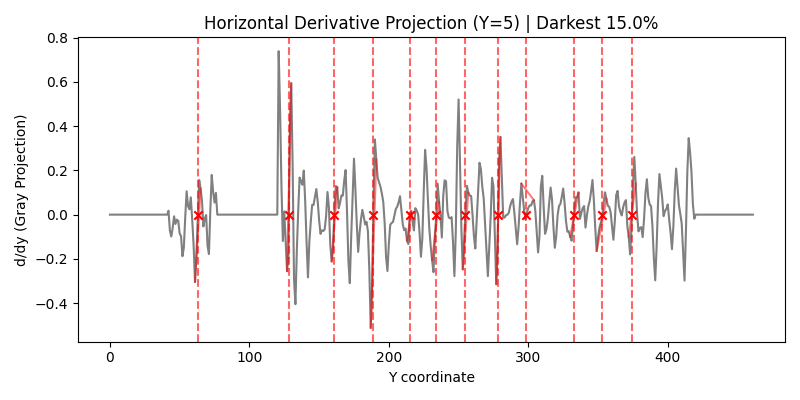 Horizontal Derivative Projection (Y=5) | Darkest 15.0%
d/dy (Gray Projection)
0.8
0.6
0.4
0.2
0.0
−0.2
−0.4
0 100 200 300 400
Y coordinate